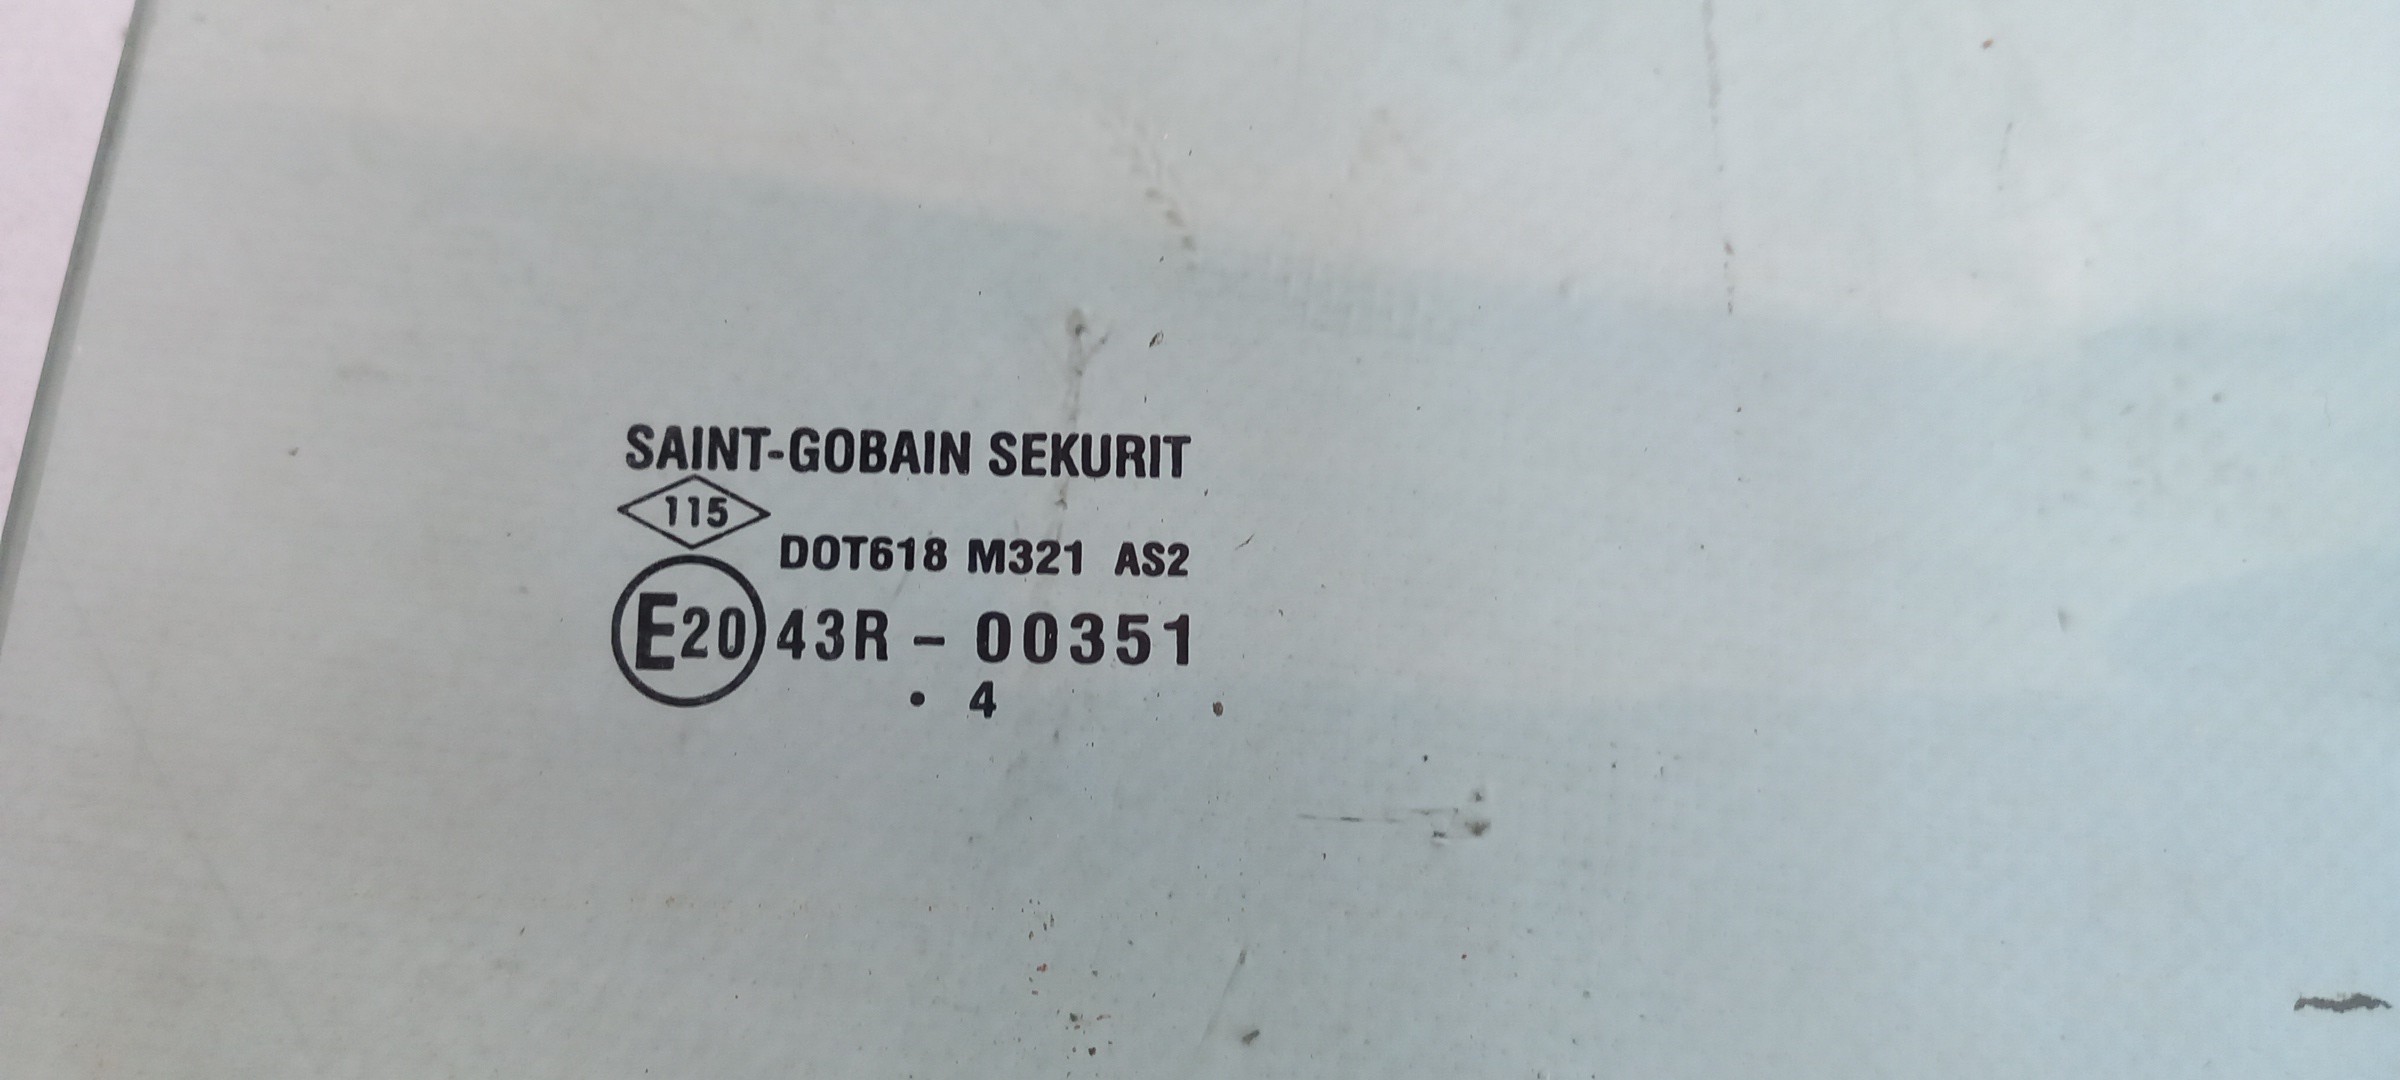 SAINT-GOBAIN SEKURIT
115
DOT618 M321 AS2
E20 43R - 00351
. 4